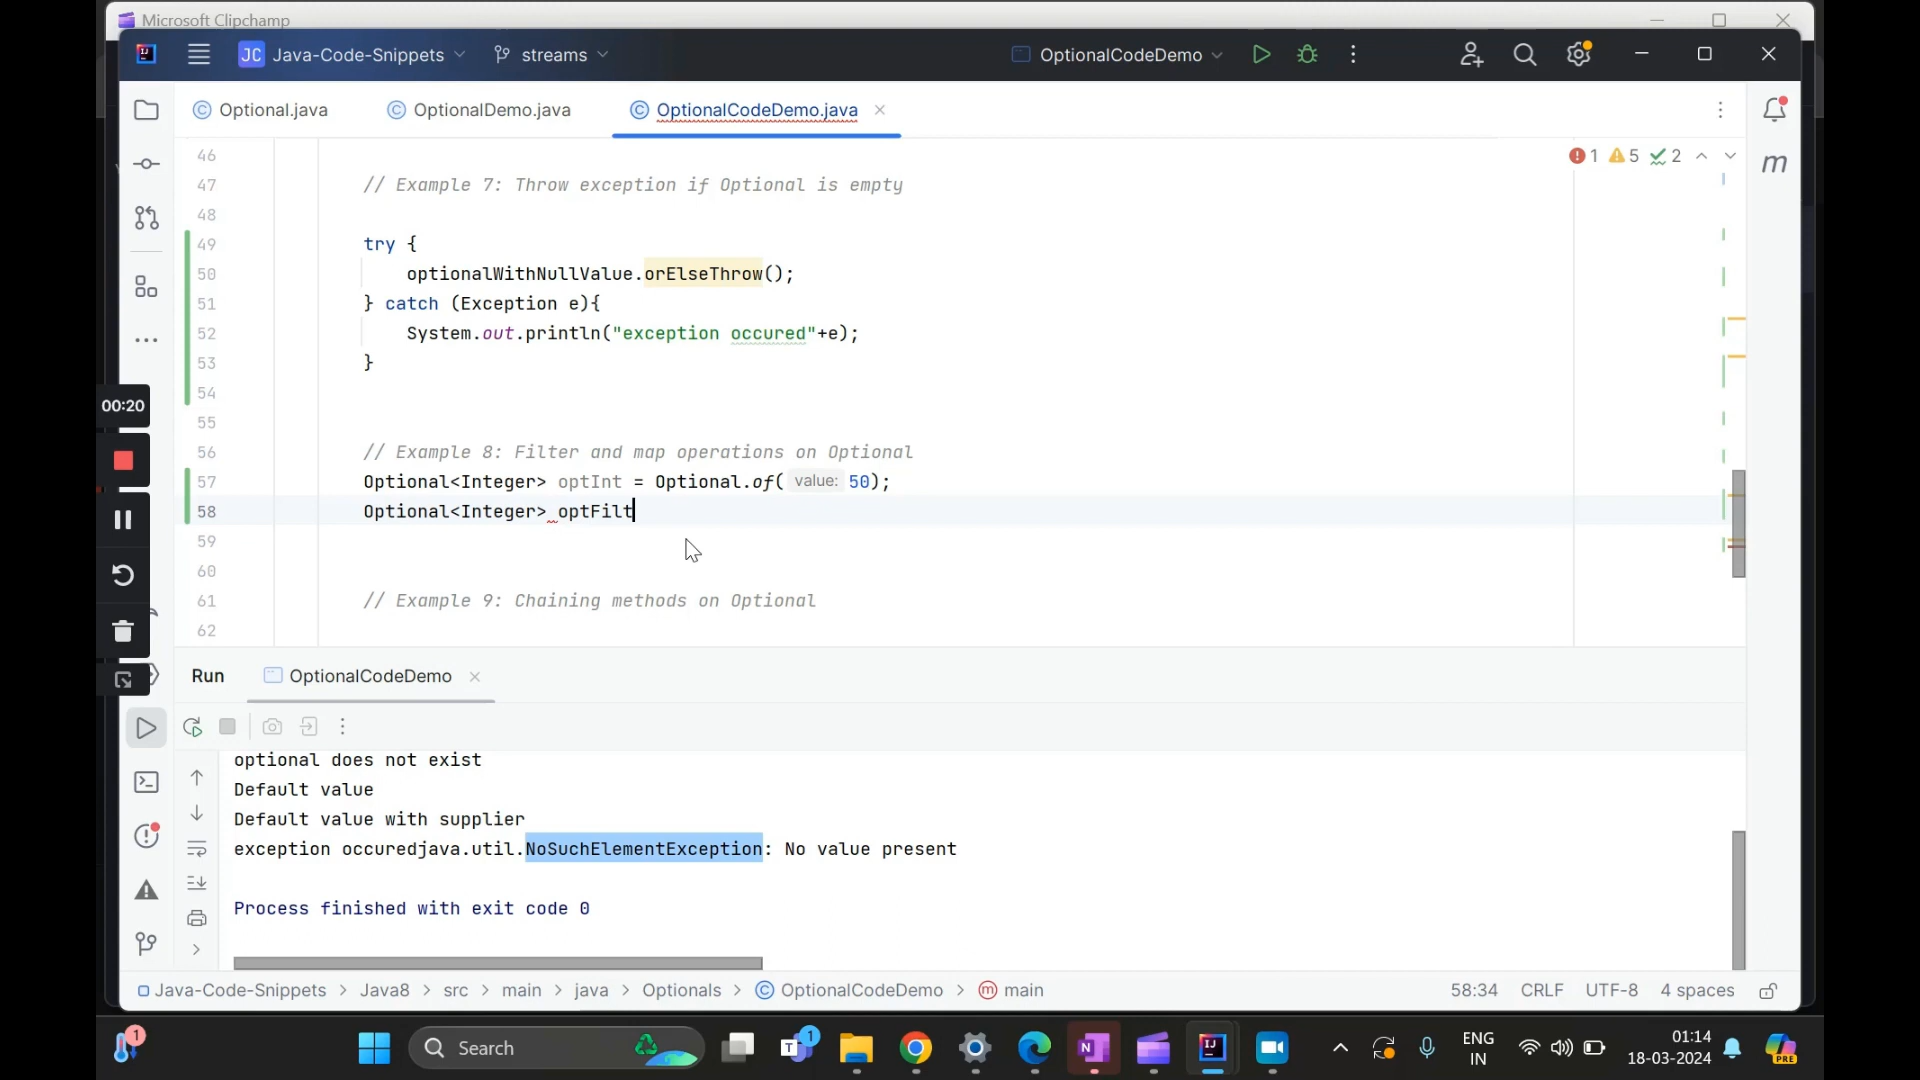 Microsoft Clipchamp
JC Java-Code-Snippets
streams
OptionalCodeDemo
Optional.java
OptionalDemo.java
OptionalCodeDemo.java
1 5 2
46
47 // Example 7: Throw exception if Optional is empty
48
49 try {
50 optionalWithNullValue.orElseThrow();
51 } catch (Exception e){
52 System.out.println("exception occured"+e);
53 }
54
55
56 // Example 8: Filter and map operations on Optional
57 Optional<Integer> optInt = Optional.of( value: 50);
58 Optional<Integer> optFilt
59
60
61 // Example 9: Chaining methods on Optional
62
00:20
Run OptionalCodeDemo
optional does not exist
Default value
Default value with supplier
exception occuredjava.util.NoSuchElementException: No value present
Process finished with exit code 0
Java-Code-Snippets > Java8 > src > main > java > Optionals > OptionalCodeDemo > main
58:34 CRLF UTF-8 4 spaces
1
Search
1
ENG
IN
01:14
18-03-2024
PRE